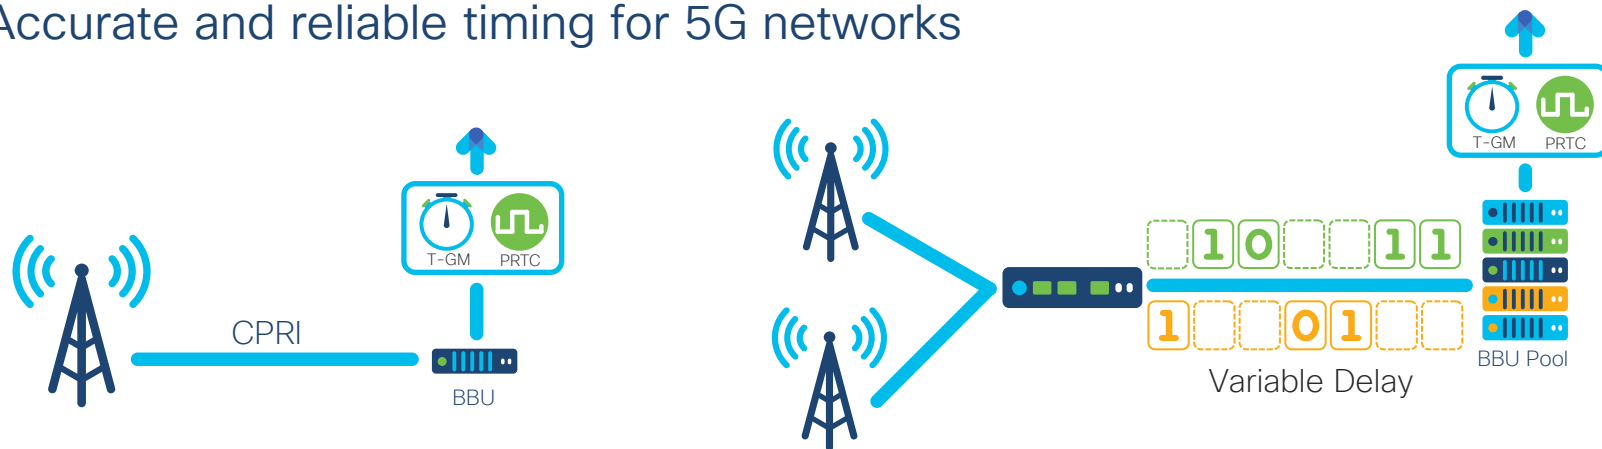 Accurate and reliable timing for 5G networks
T-GM PRTC
CPRI
BBU
T-GM PRTC
1 0 1 1
1 0 1
Variable Delay
BBU Pool